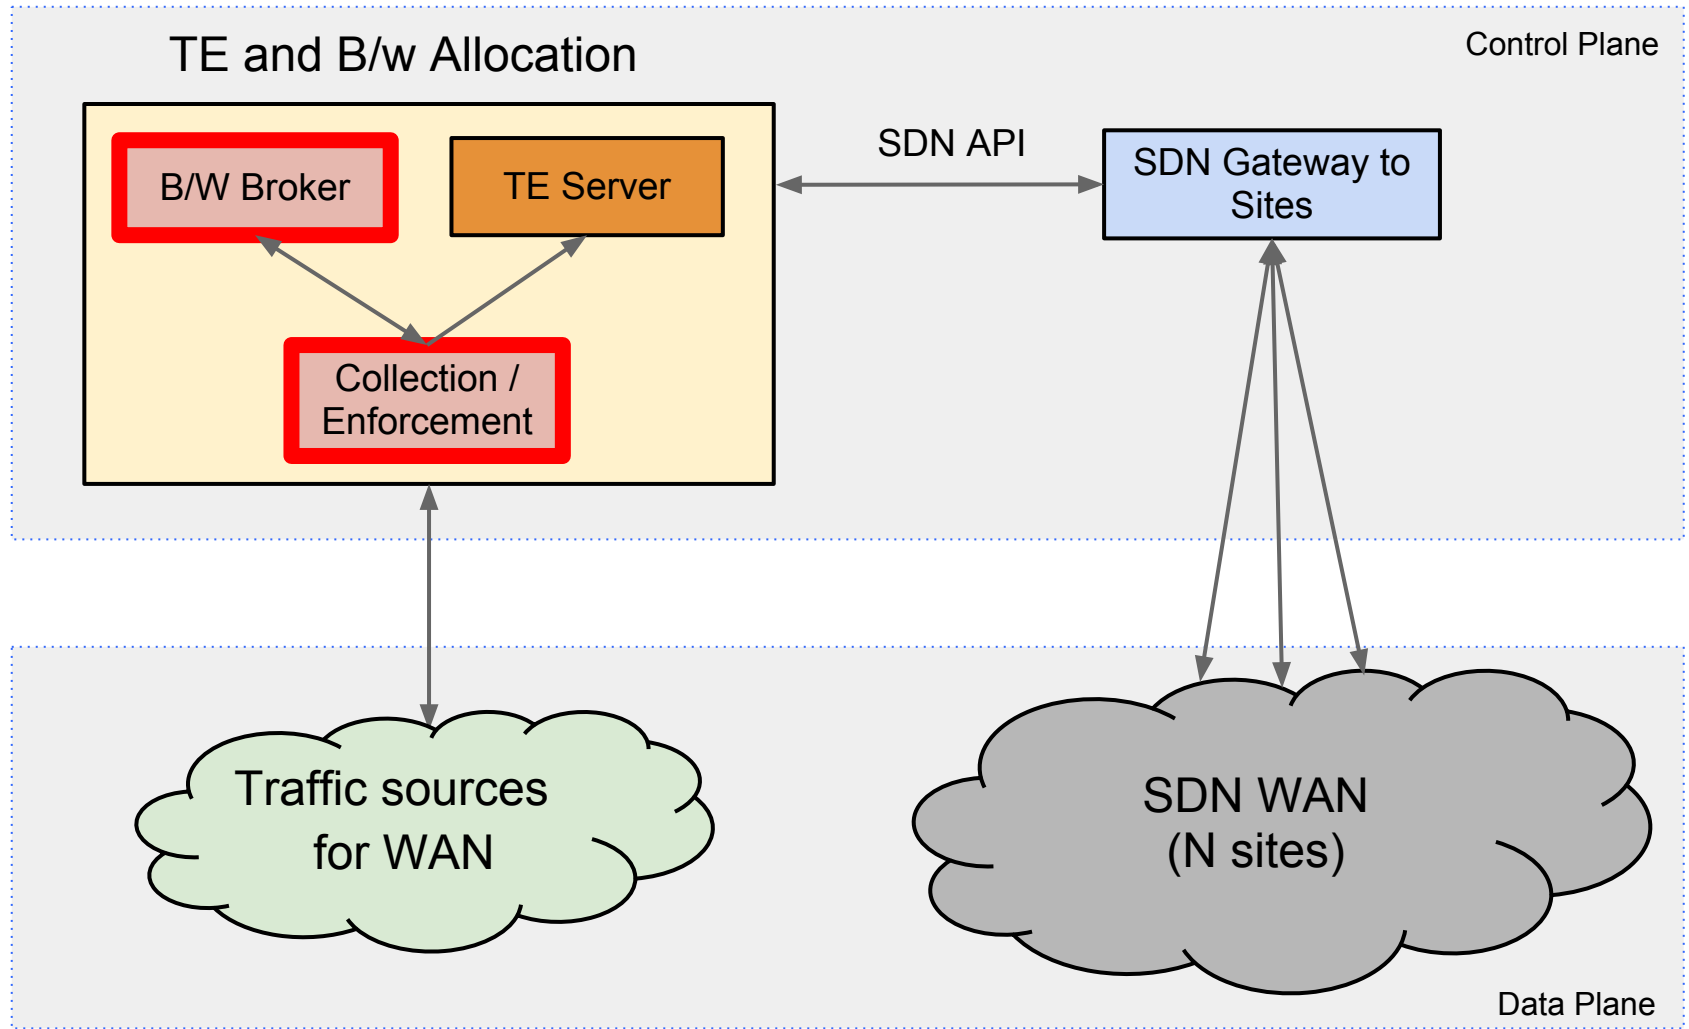 TE and B/w Allocation
Control Plane
B/W Broker
TE Server
SDN API
SDN Gateway to
Sites
Collection /
Enforcement
Traffic sources
for WAN
SDN WAN
(N sites)
Data Plane